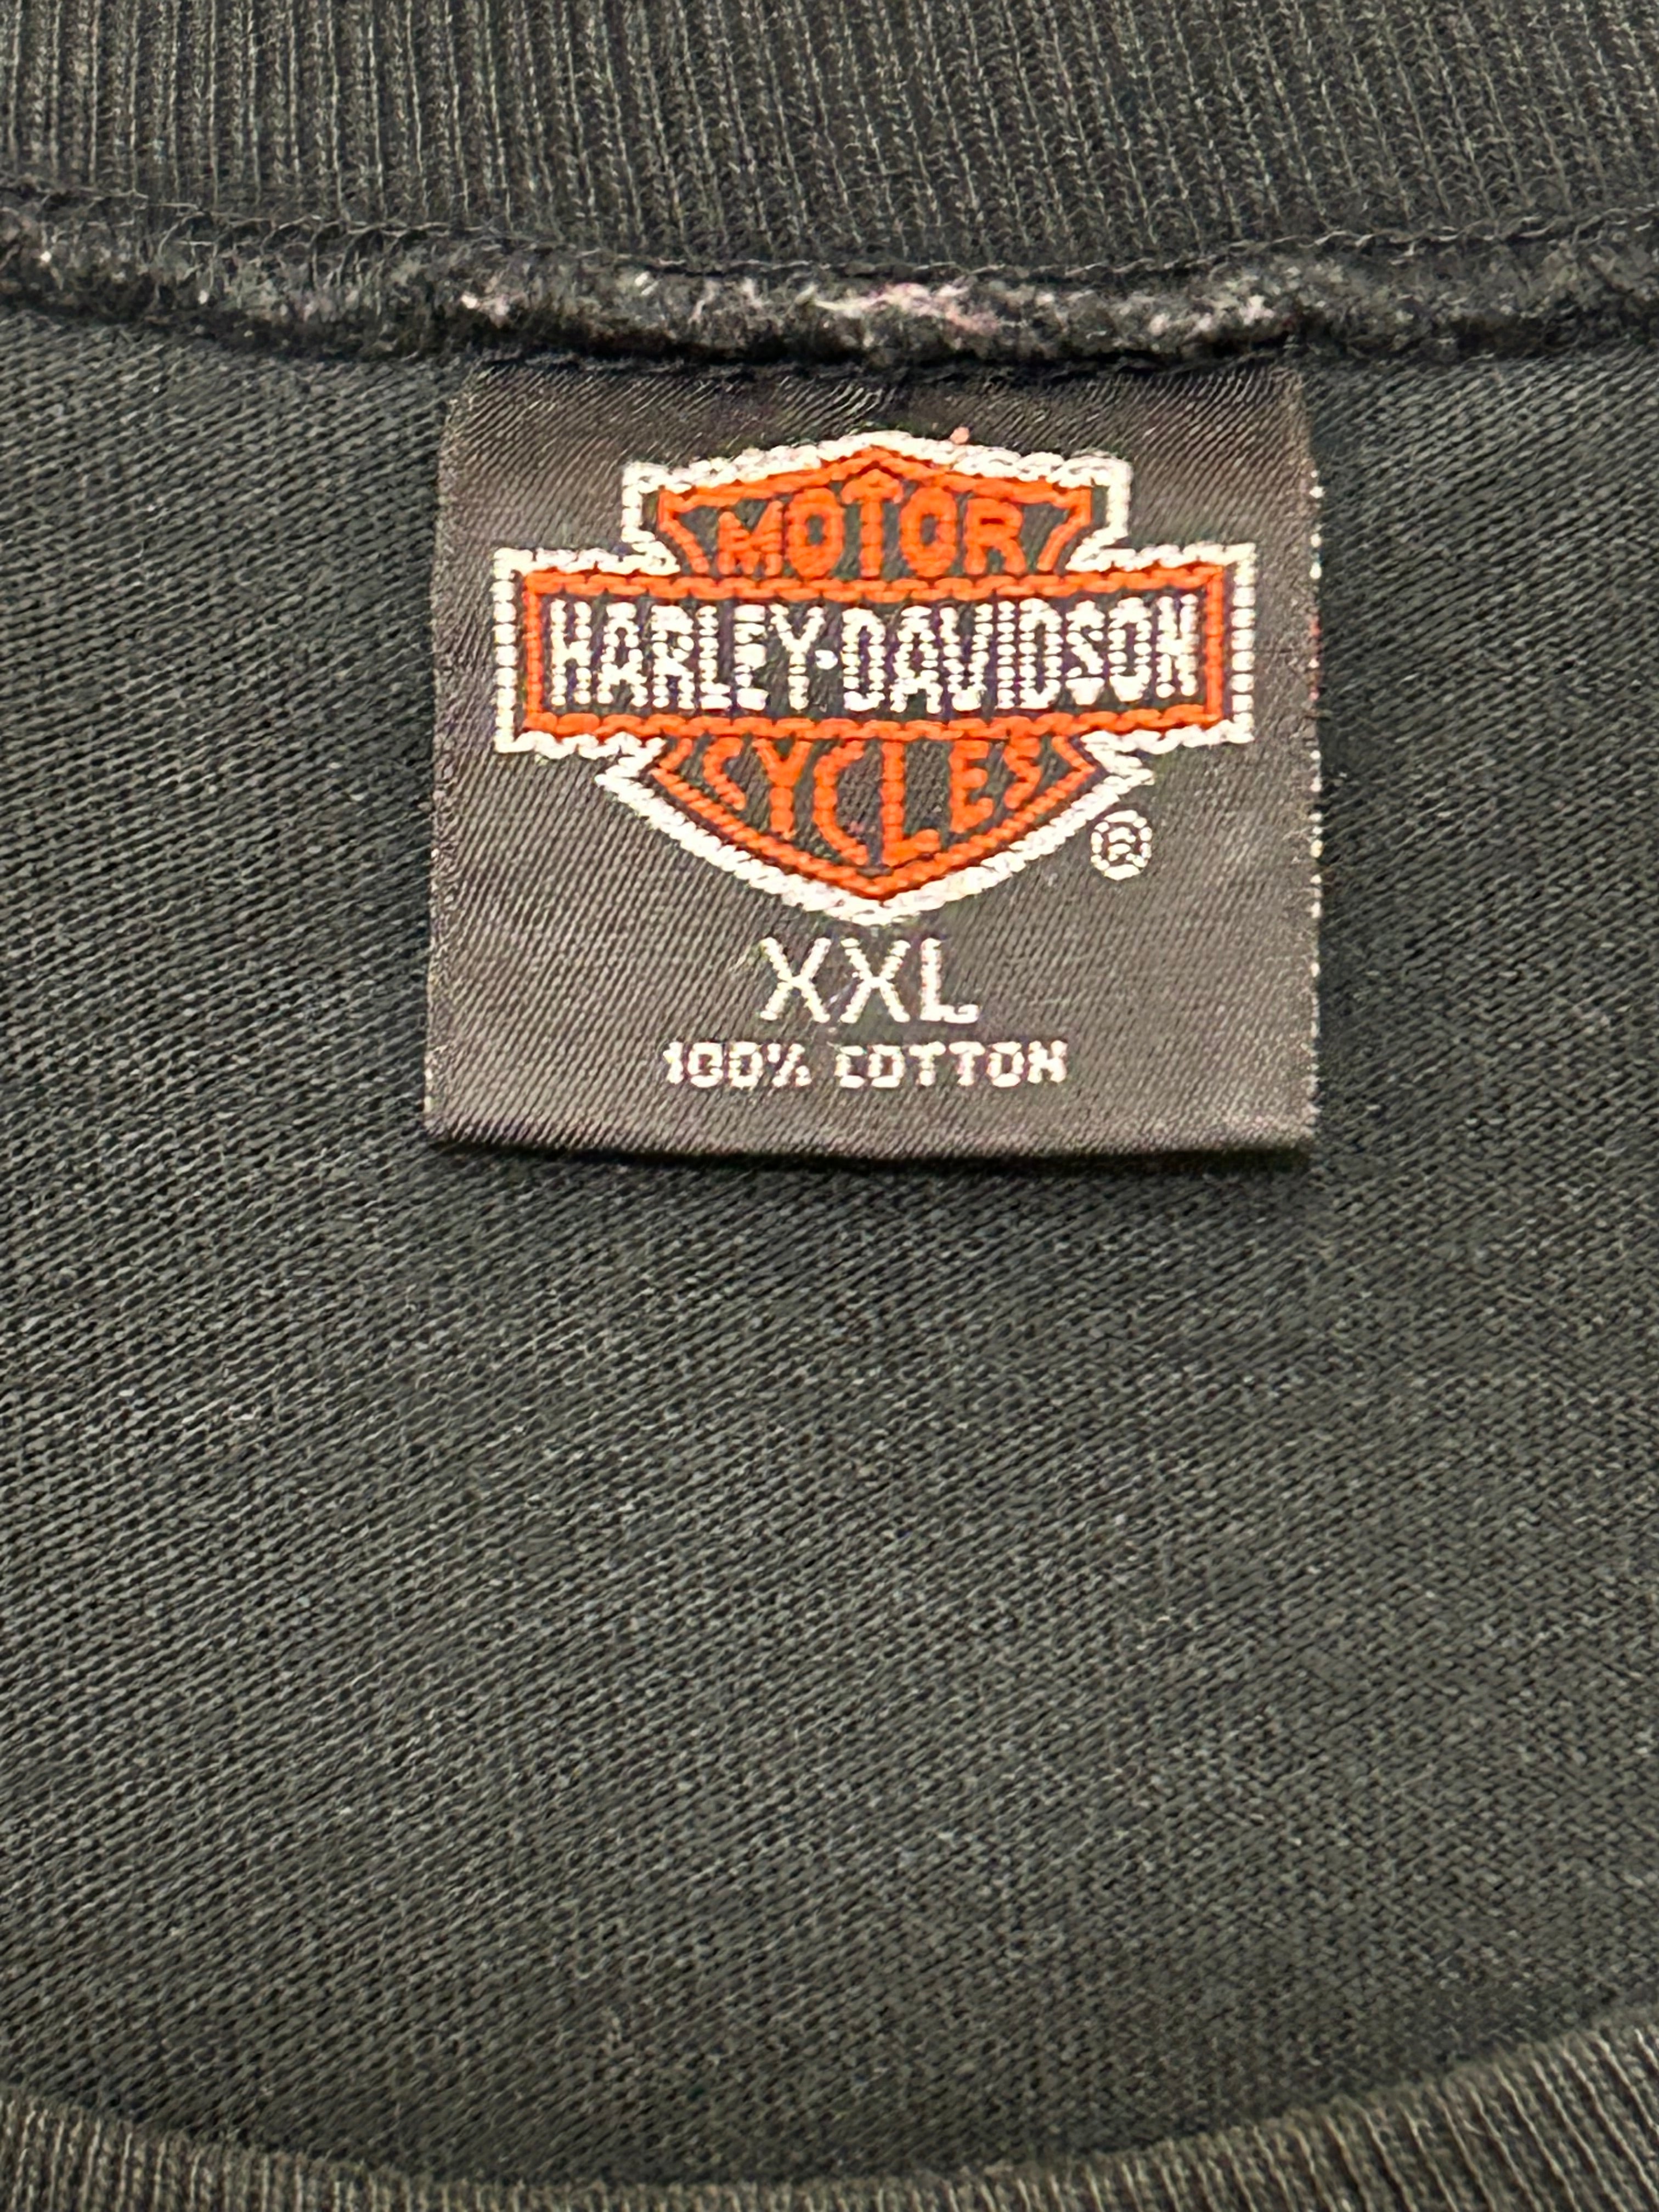 MOTOR
HARLEY-DAVIDSON
CYCLES
®
XXL
100% COTTON